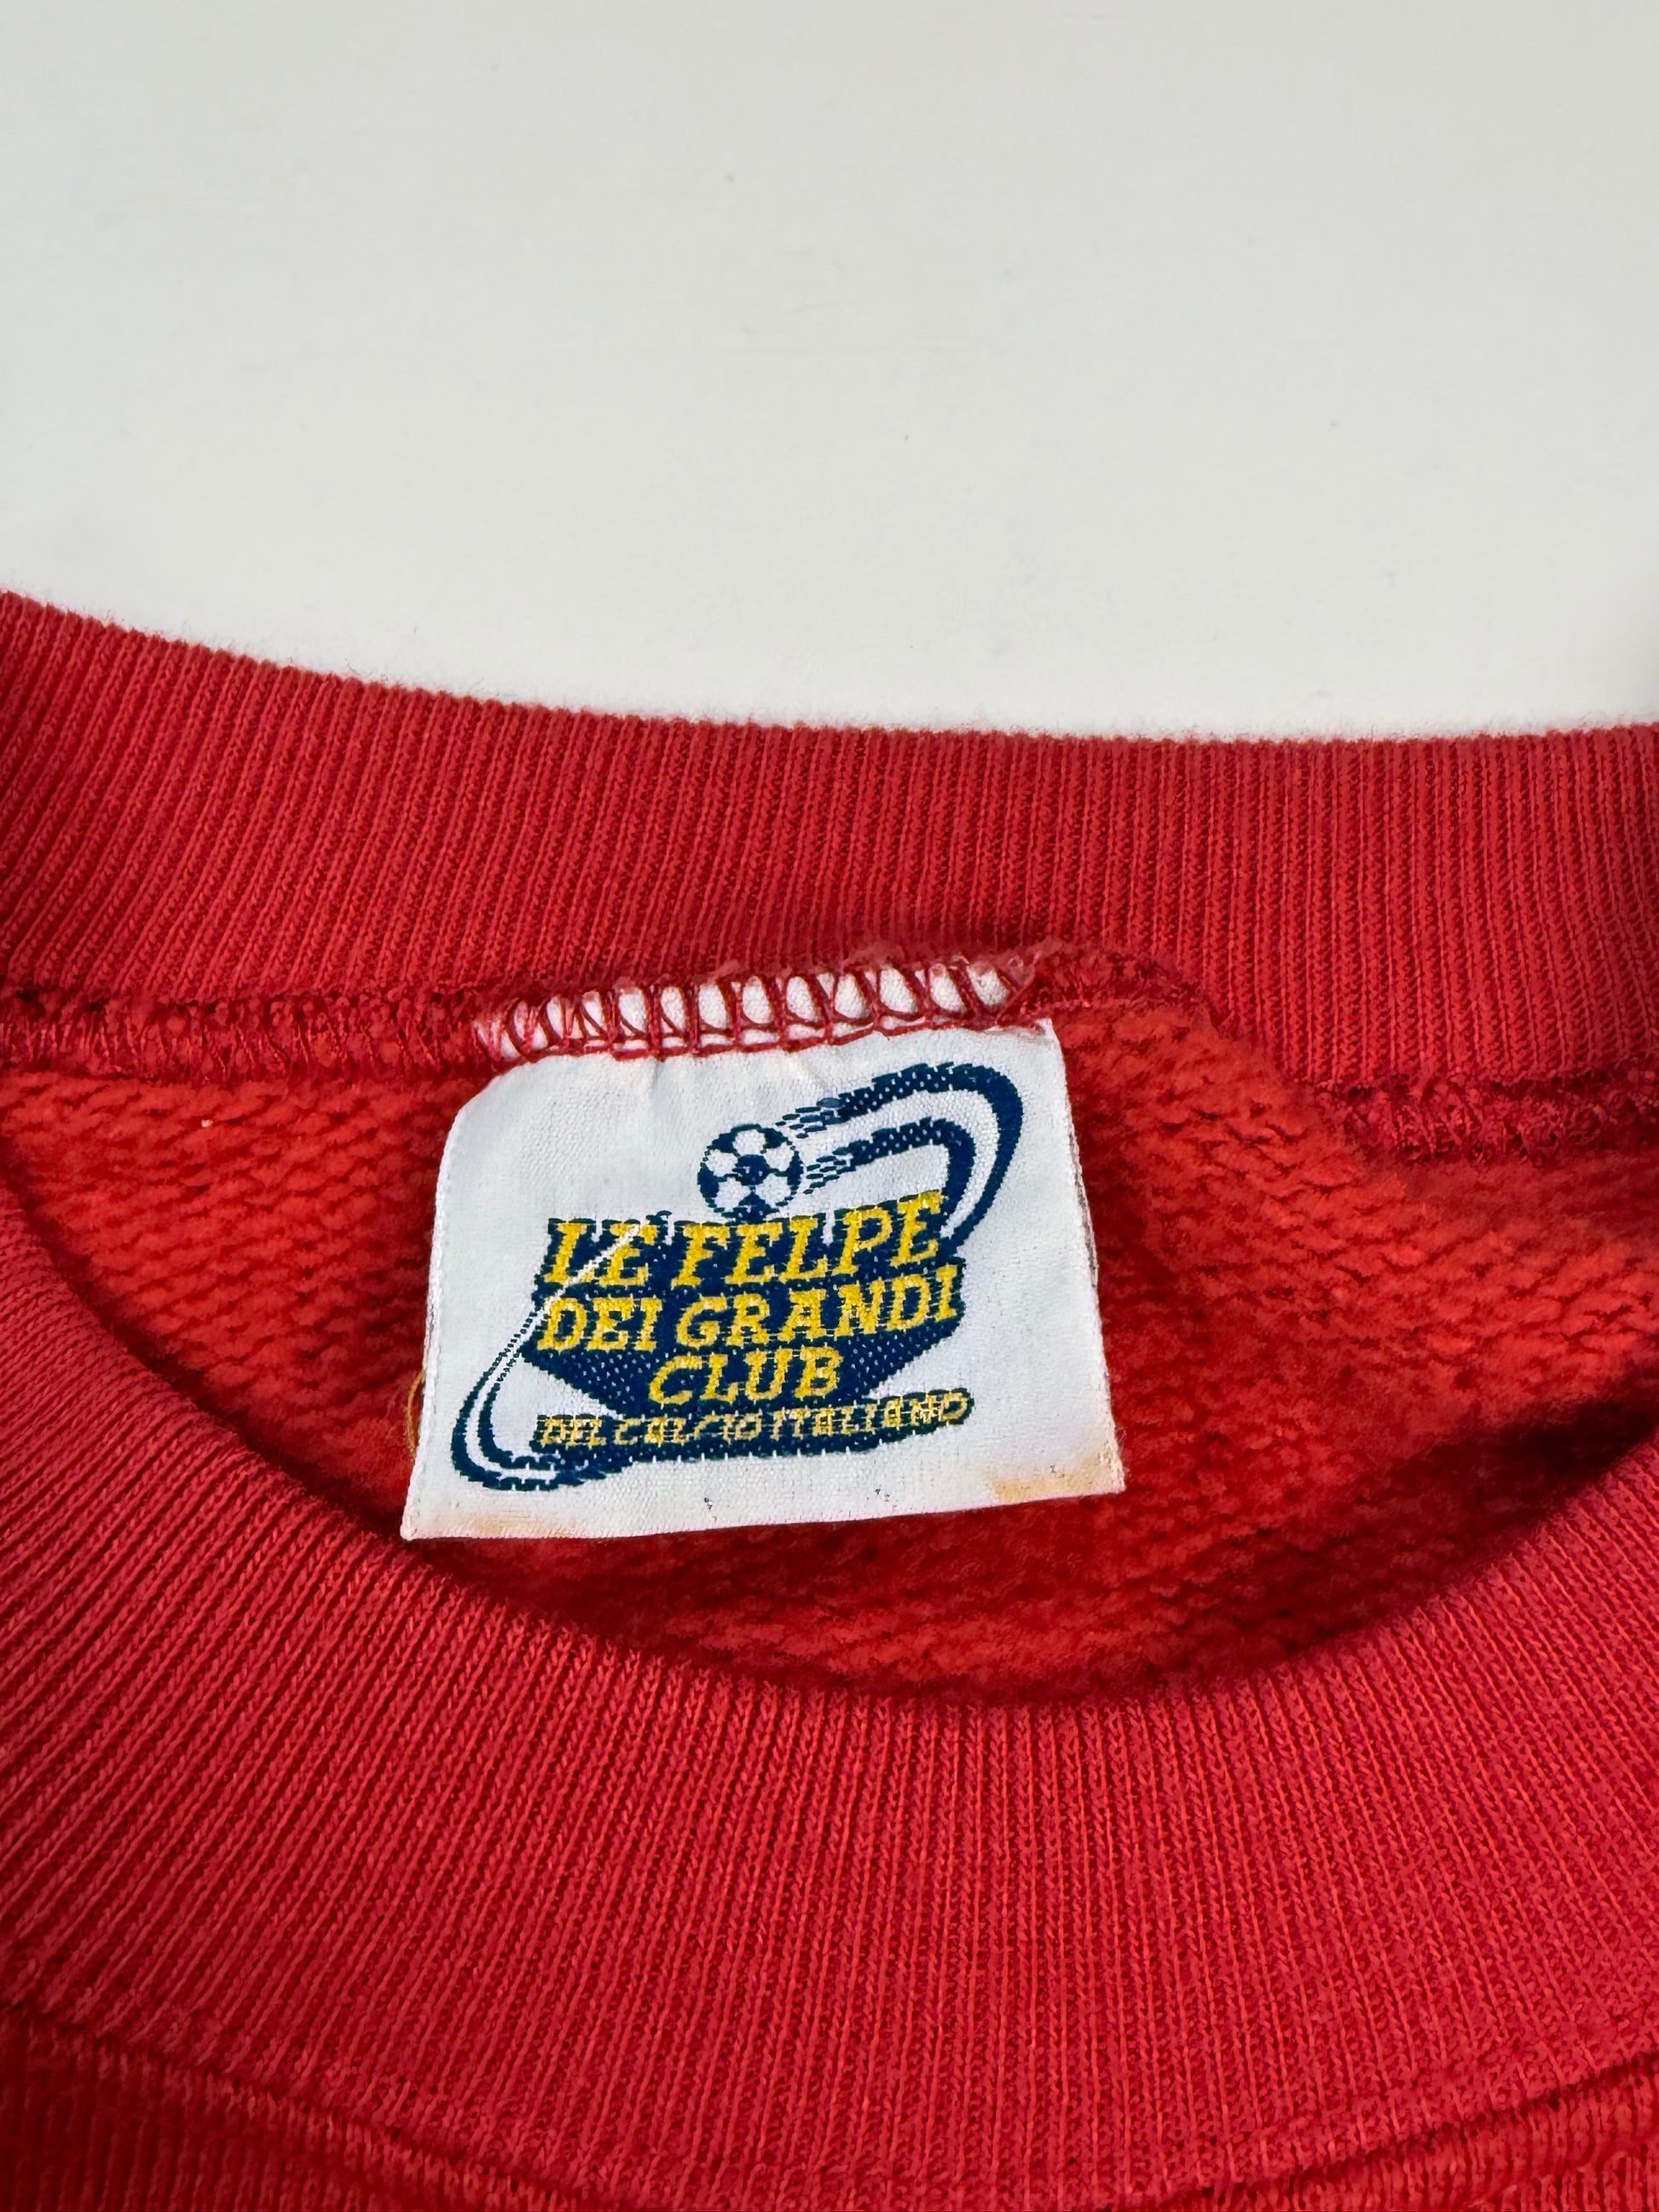 LE FELPE
DEI GRANDI
CLUB
DEL CALCIO ITALIANO